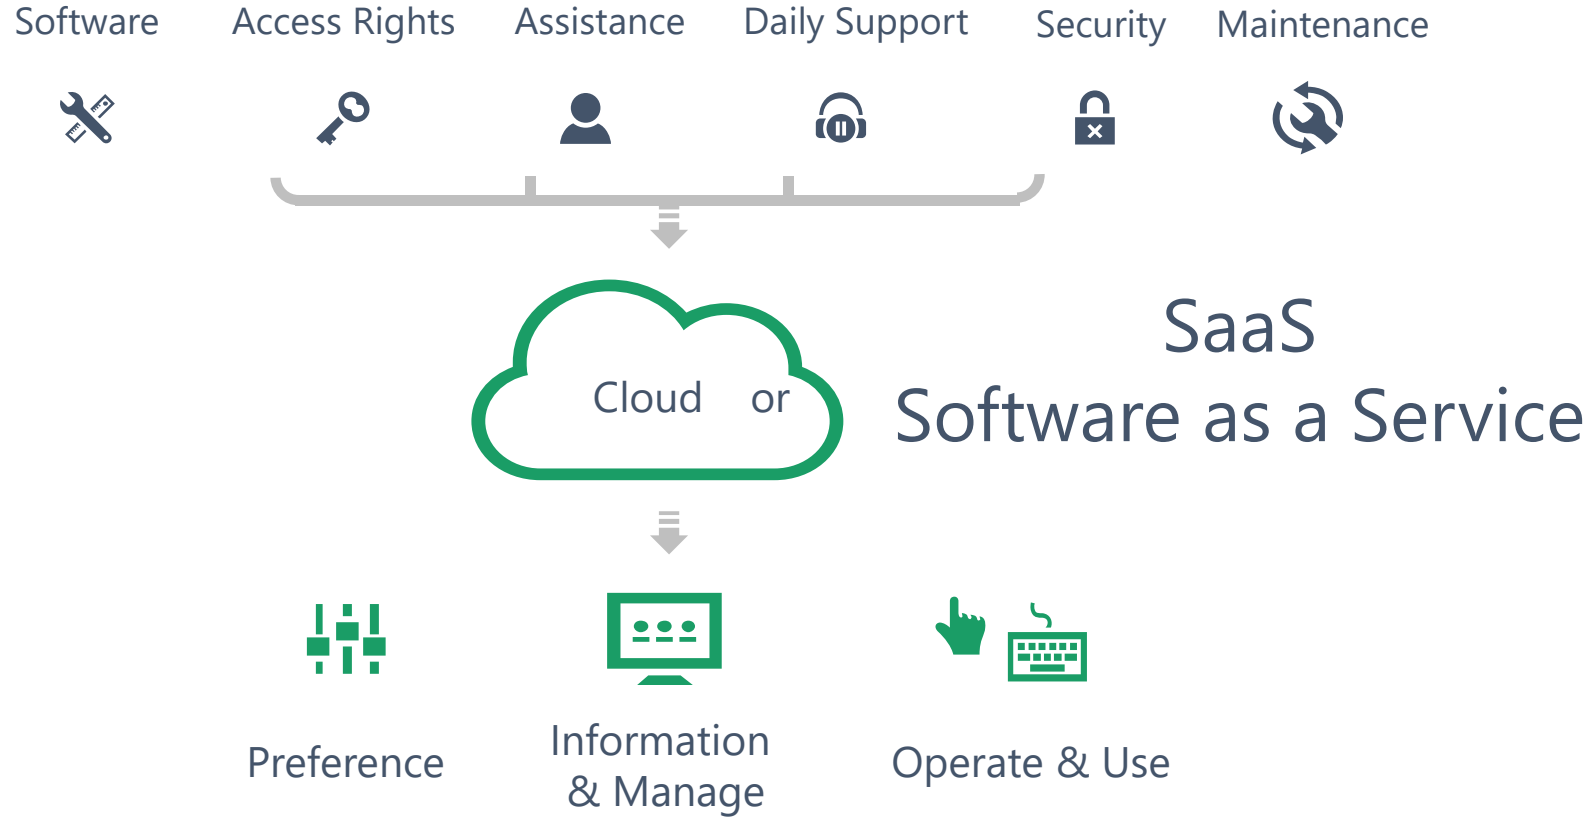 Software Access Rights Assistance Daily Support Security Maintenance
SaaS
Cloud or
Software as a Service
Preference
Information
& Manage
Operate & Use